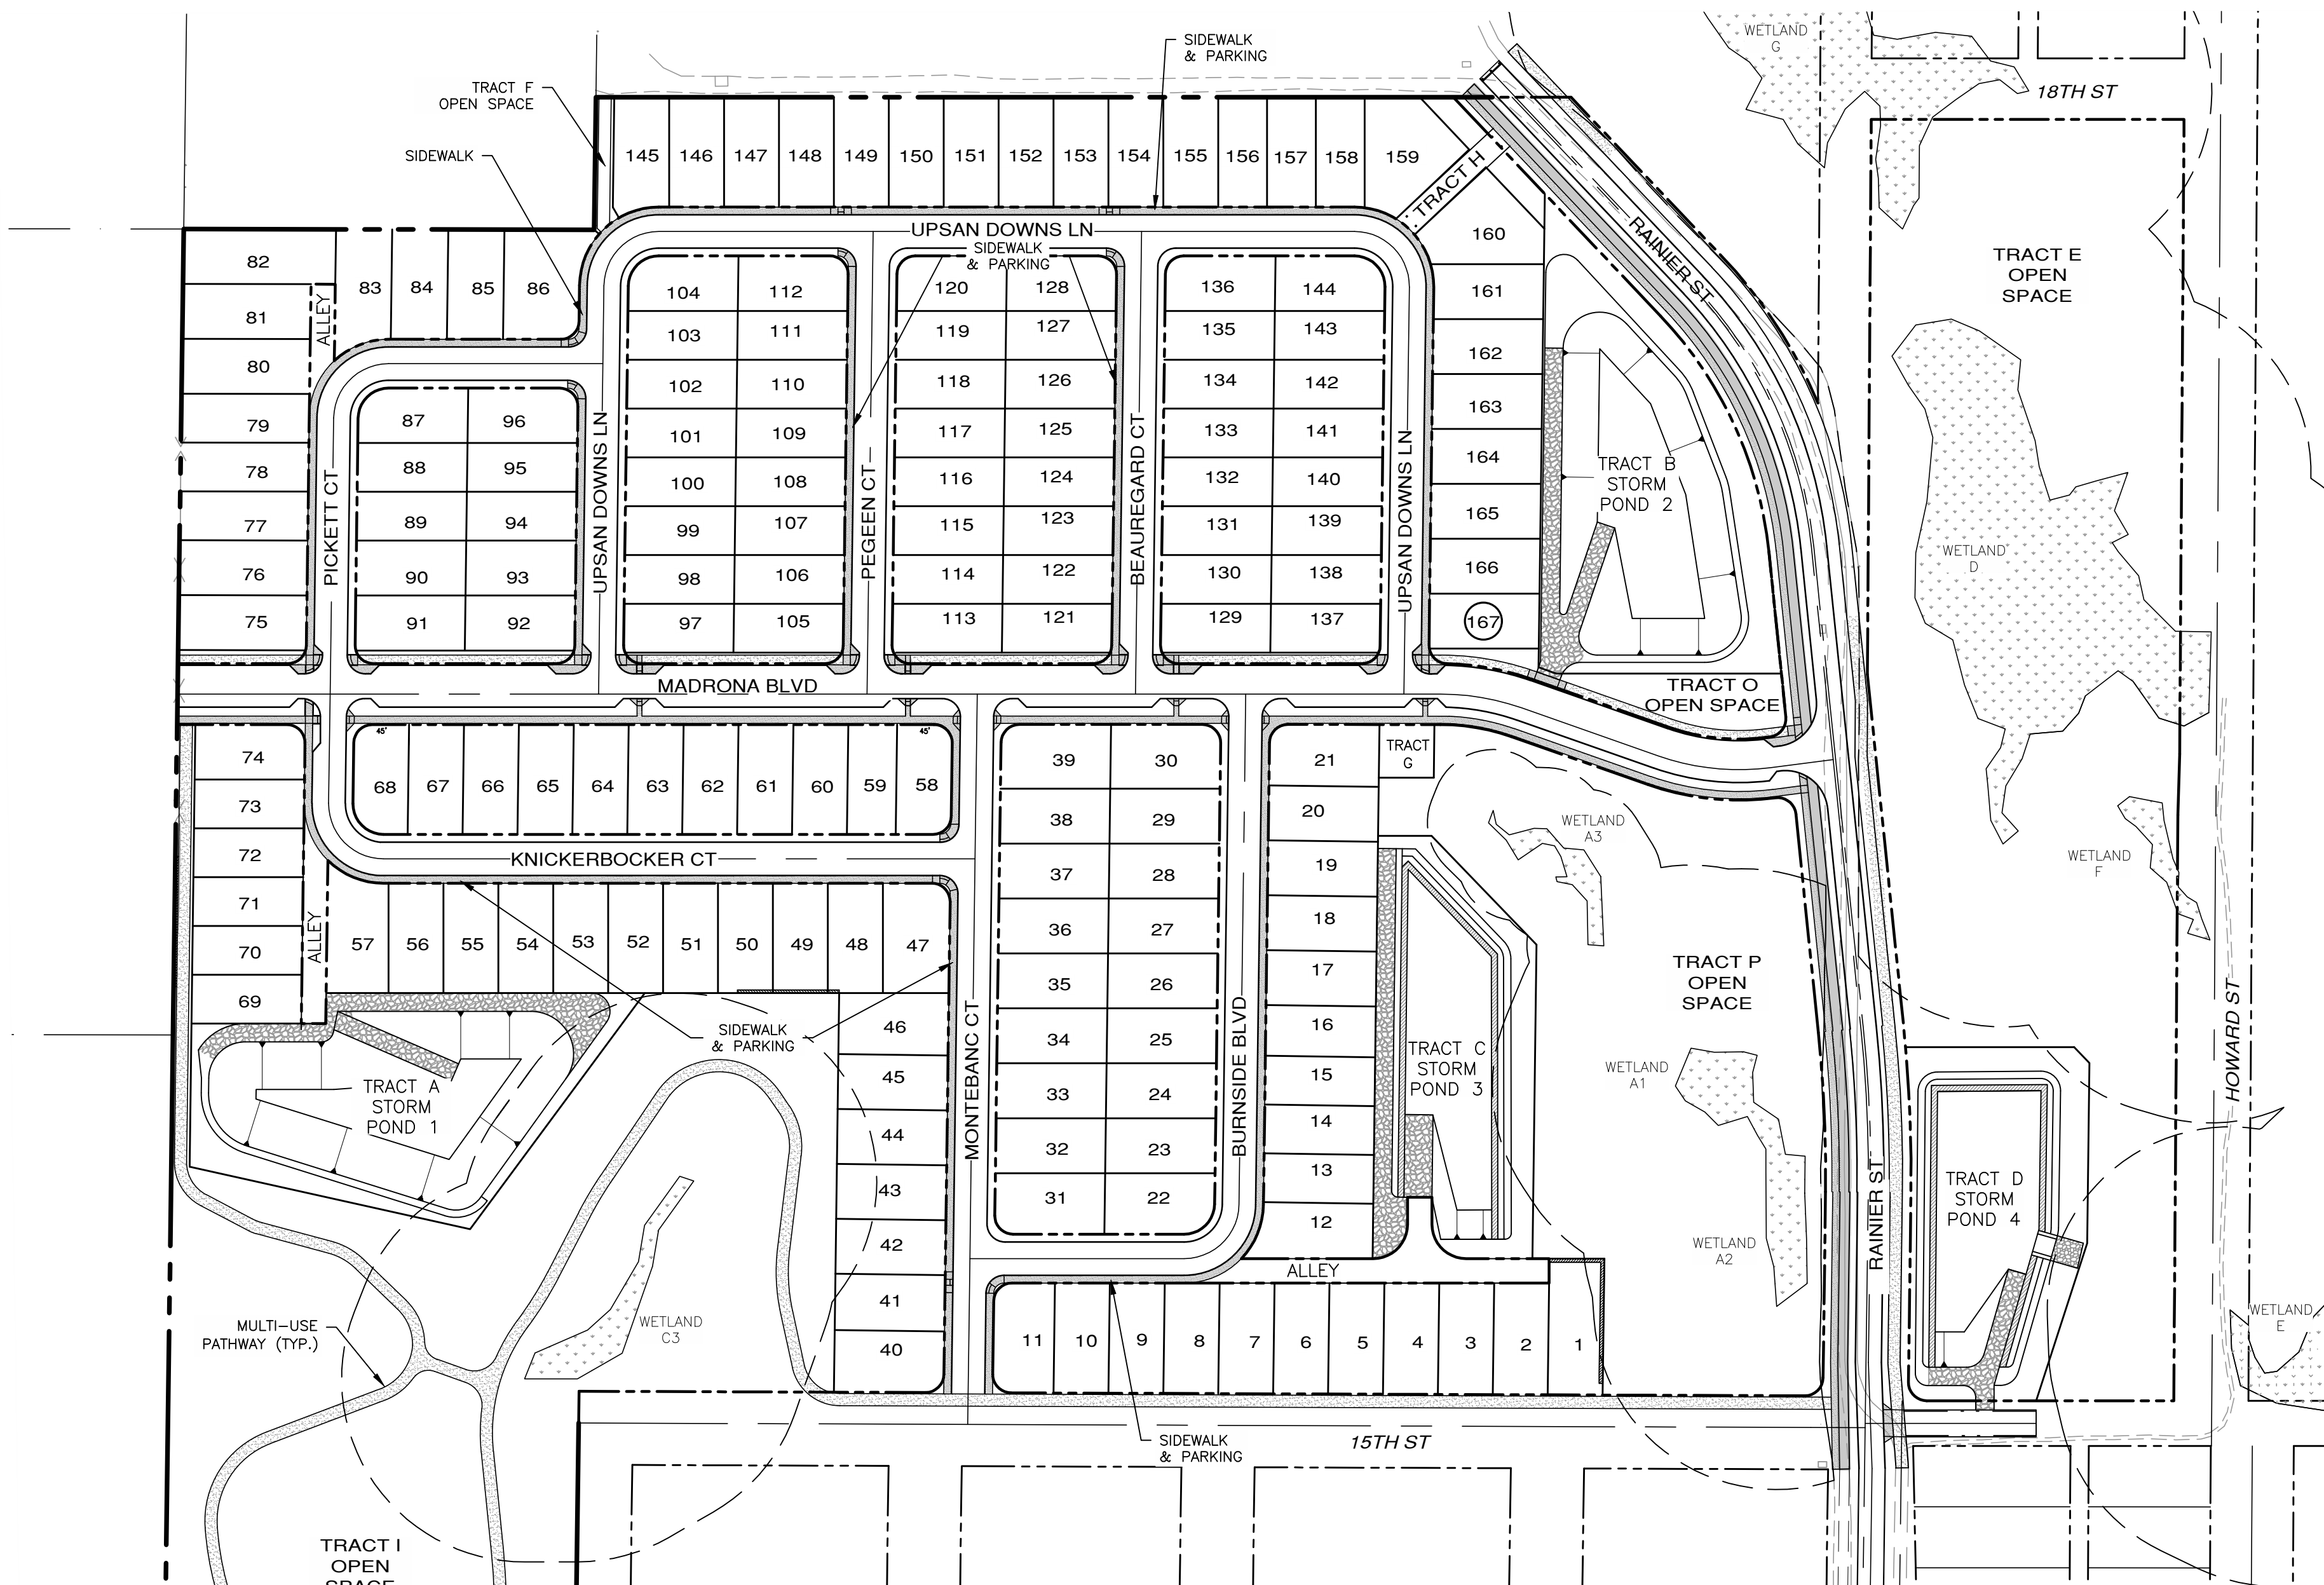 WETLAND
G
18TH ST
SIDEWALK
& PARKING
TRACT F
OPEN SPACE
SIDEWALK
145
146
147
148
149
150
151
152
153
154
155
156
157
158
159
TRACT H
RAINIER ST
TRACT E
OPEN
SPACE
UPSAN DOWNS LN
SIDEWALK
& PARKING
82
81
80
79
78
77
76
75
ALLEY
83
84
85
86
PICKETT CT
87
96
88
95
89
94
90
93
91
92
UPSAN DOWNS LN
104
112
103
111
102
110
101
109
100
108
99
107
98
106
97
105
PEGEEN CT
120
128
119
127
118
126
117
125
116
124
115
123
114
122
113
121
BEAUREGARD CT
136
144
135
143
134
142
133
141
132
140
131
139
130
138
129
137
UPSAN DOWNS LN
160
161
162
163
164
165
166
167
TRACT B
STORM
POND 2
WETLAND
D
MADRONA BLVD
TRACT O
OPEN SPACE
74
73
72
71
70
69
ALLEY
45'
45'
68
67
66
65
64
63
62
61
60
59
58
KNICKERBOCKER CT
57
56
55
54
53
52
51
50
49
48
47
SIDEWALK
& PARKING
46
45
44
43
42
41
40
MONTEBANC CT
39
30
38
29
37
28
36
27
35
26
34
25
33
24
32
23
31
22
BURNSIDE BLVD
21
20
19
18
17
16
15
14
13
12
TRACT
G
WETLAND
A3
WETLAND
F
TRACT P
OPEN
SPACE
TRACT C
STORM
POND 3
WETLAND
A1
WETLAND
A2
RAINIER ST
HOWARD ST
TRACT D
STORM
POND 4
WETLAND
E
TRACT A
STORM
POND 1
WETLAND
C3
MULTI-USE
PATHWAY (TYP.)
ALLEY
11
10
9
8
7
6
5
4
3
2
1
SIDEWALK
& PARKING
15TH ST
TRACT I
OPEN
SPACE